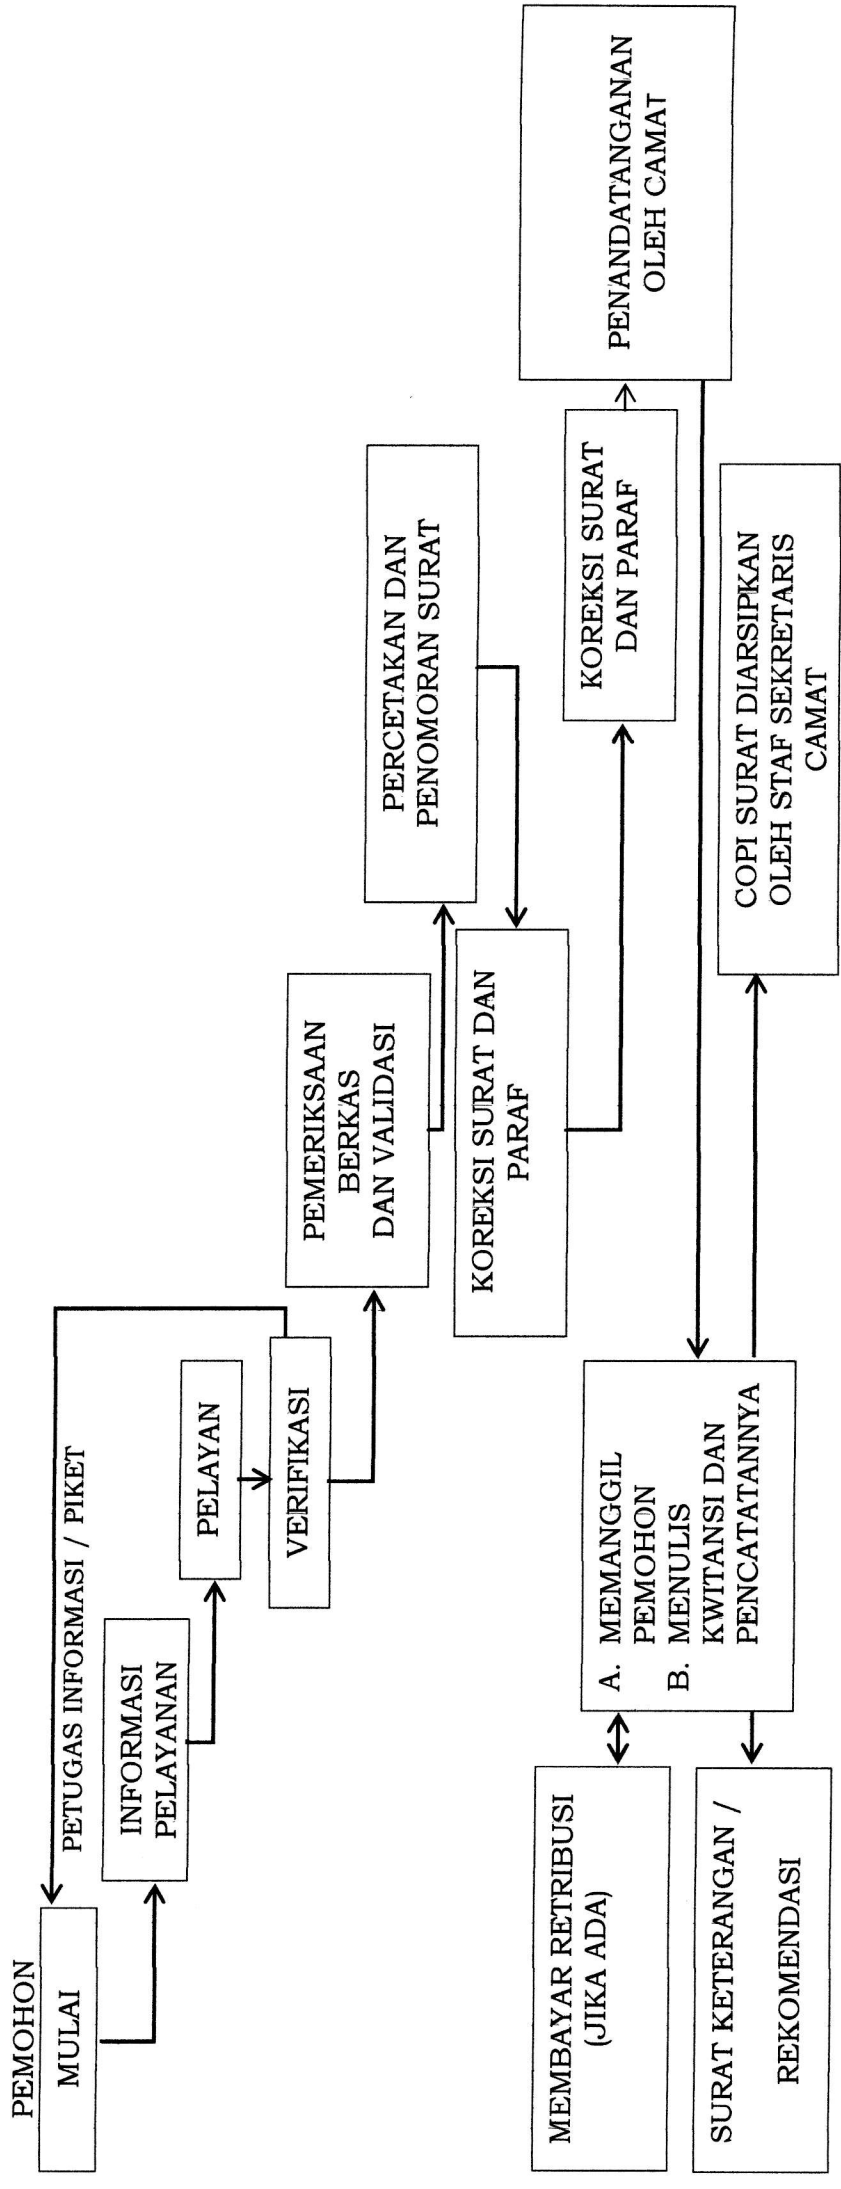 PEMOHON
MULAI
PETUGAS INFORMASI / PIKET
INFORMASI
PELAYANAN
PELAYAN
VERIFIKASI
PEMERIKSAAN
BERKAS
DAN VALIDASI
PERCETAKAN DAN
PENOMORAN SURAT
KOREKSI SURAT DAN
PARAF
KOREKSI SURAT
DAN PARAF
PENANDATANGANAN
OLEH CAMAT
MEMBAYAR RETRIBUSI
(JIKA ADA)
A. MEMANGGIL
PEMOHON
B. MENULIS
KWITANSI DAN
PENCATATANNYA
SURAT KETERANGAN /
REKOMENDASI
COPI SURAT DIARSIPKAN
OLEH STAF SEKRETARIS
CAMAT